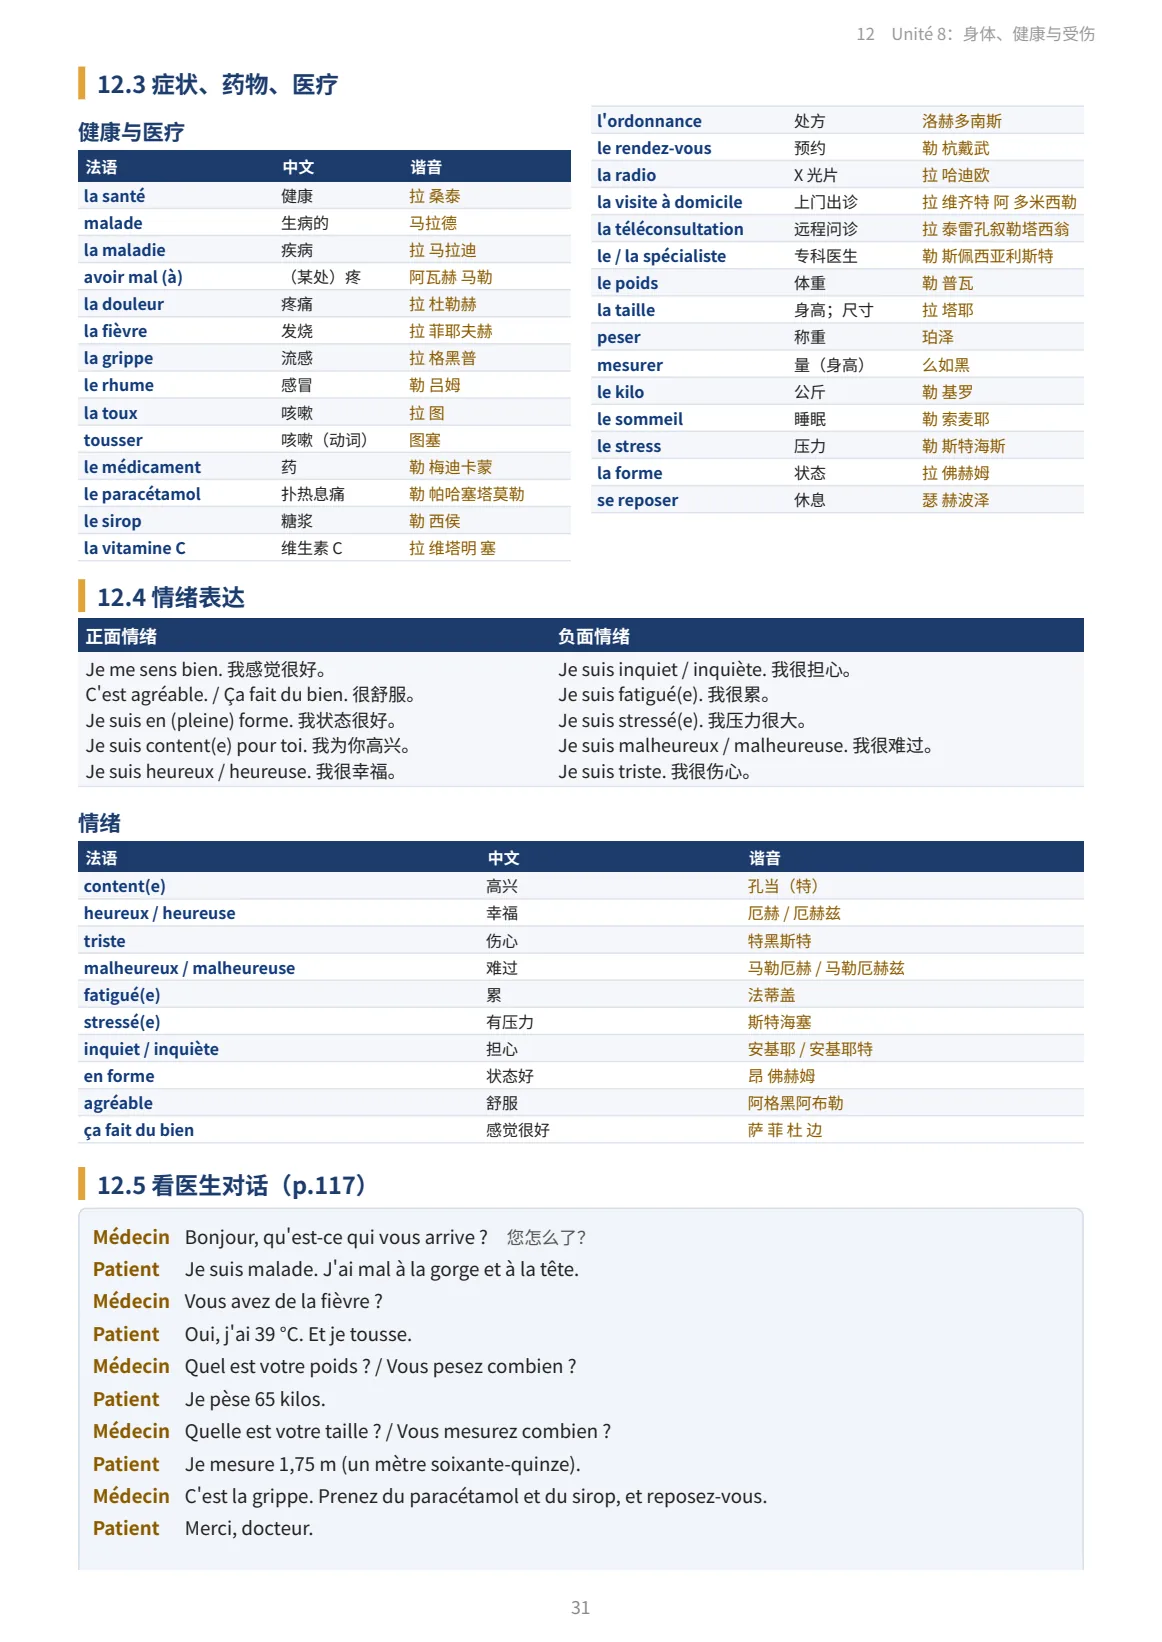 12 Unité 8：身体、健康与受伤
12.3 症状、药物、医疗
健康与医疗
法语 中文 谐音
la santé 健康 拉 桑泰
malade 生病的 马拉德
la maladie 疾病 拉 马拉迪
avoir mal (à) （某处）疼 阿瓦赫 马勒
la douleur 疼痛 拉 杜勒赫
la fièvre 发烧 拉 菲耶夫赫
la grippe 流感 拉 格黑普
le rhume 感冒 勒 吕姆
la toux 咳嗽 拉 图
tousser 咳嗽（动词） 图塞
le médicament 药 勒 梅迪卡蒙
le paracétamol 扑热息痛 勒 帕哈塞塔莫勒
le sirop 糖浆 勒 西侯
la vitamine C 维生素 C 拉 维塔明 塞
l'ordonnance 处方 洛赫多南斯
le rendez-vous 预约 勒 杭戴武
la radio X 光片 拉 哈迪欧
la visite à domicile 上门出诊 拉 维齐特 阿 多米西勒
la téléconsultation 远程问诊 拉 泰雷孔叙勒塔西翁
le / la spécialiste 专科医生 勒 斯佩西亚利斯特
le poids 体重 勒 普瓦
la taille 身高；尺寸 拉 塔耶
peser 称重 珀泽
mesurer 量（身高） 么如黑
le kilo 公斤 勒 基罗
le sommeil 睡眠 勒 索麦耶
le stress 压力 勒 斯特海斯
la forme 状态 拉 佛赫姆
se reposer 休息 瑟 赫波泽
12.4 情绪表达
正面情绪 负面情绪
Je me sens bien. 我感觉很好。 Je suis inquiet / inquiète. 我很担心。
C'est agréable. / Ça fait du bien. 很舒服。 Je suis fatigué(e). 我很累。
Je suis en (pleine) forme. 我状态很好。 Je suis stressé(e). 我压力很大。
Je suis content(e) pour toi. 我为你高兴。 Je suis malheureux / malheureuse. 我很难过。
Je suis heureux / heureuse. 我很幸福。 Je suis triste. 我很伤心。
情绪
法语 中文 谐音
content(e) 高兴 孔当（特）
heureux / heureuse 幸福 厄赫 / 厄赫兹
triste 伤心 特黑斯特
malheureux / malheureuse 难过 马勒厄赫 / 马勒厄赫兹
fatigué(e) 累 法蒂盖
stressé(e) 有压力 斯特海塞
inquiet / inquiète 担心 安基耶 / 安基耶特
en forme 状态好 昂 佛赫姆
agréable 舒服 阿格黑阿布勒
ça fait du bien 感觉很好 萨 菲 杜 边
12.5 看医生对话（p.117）
Médecin Bonjour, qu'est-ce qui vous arrive ? 您怎么了？
Patient Je suis malade. J'ai mal à la gorge et à la tête.
Médecin Vous avez de la fièvre ?
Patient Oui, j'ai 39 °C. Et je tousse.
Médecin Quel est votre poids ? / Vous pesez combien ?
Patient Je pèse 65 kilos.
Médecin Quelle est votre taille ? / Vous mesurez combien ?
Patient Je mesure 1,75 m (un mètre soixante-quinze).
Médecin C'est la grippe. Prenez du paracétamol et du sirop, et reposez-vous.
Patient Merci, docteur.
31